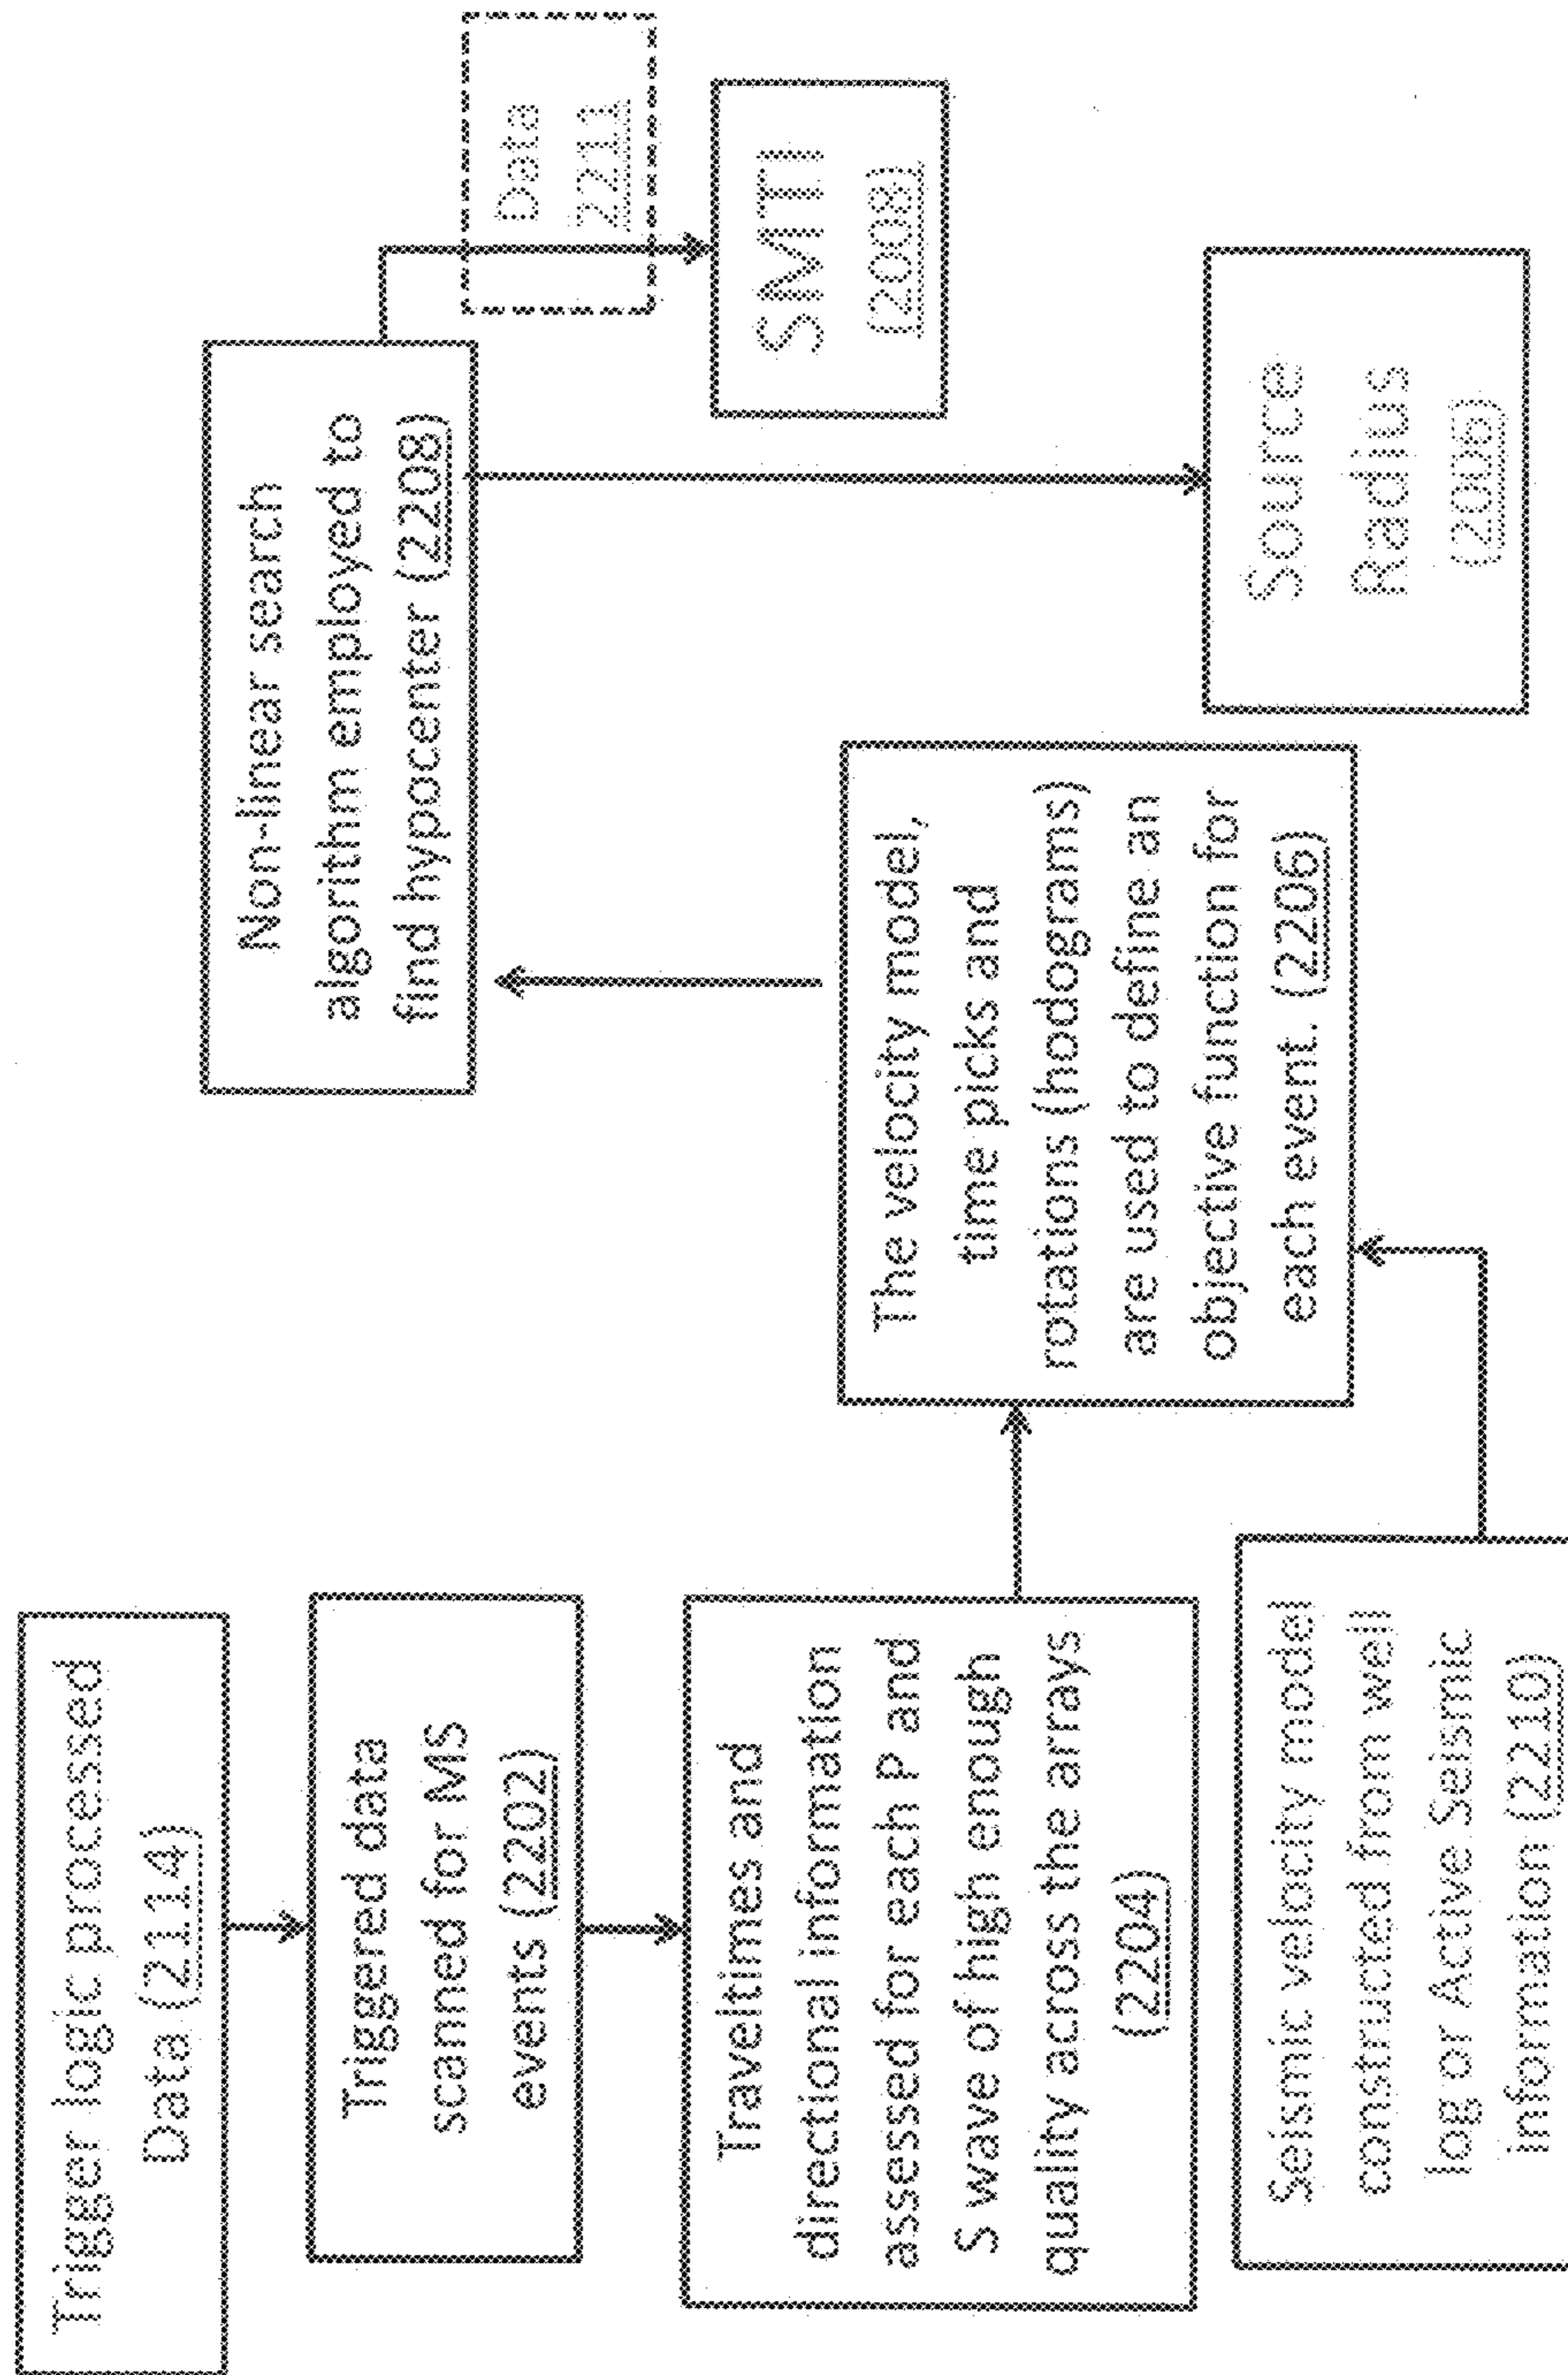 Trigger logic processed
Data (2114)
Triggered data
scanned for MS
events (2202)
Traveltimes and
directional information
assessed for each P and
S wave of high enough
quality across the arrays
(2204)
Seismic velocity model
constructed from well
log or Active Seismic
information (2210)
The velocity model,
time picks and
rotations (hodograms)
are used to define an
objective function for
each event. (2206)
Non-linear search
algorithm employed to
find hypocenter (2208)
Data
2211
SMTI
(2008)
Source
Radius
(2006)